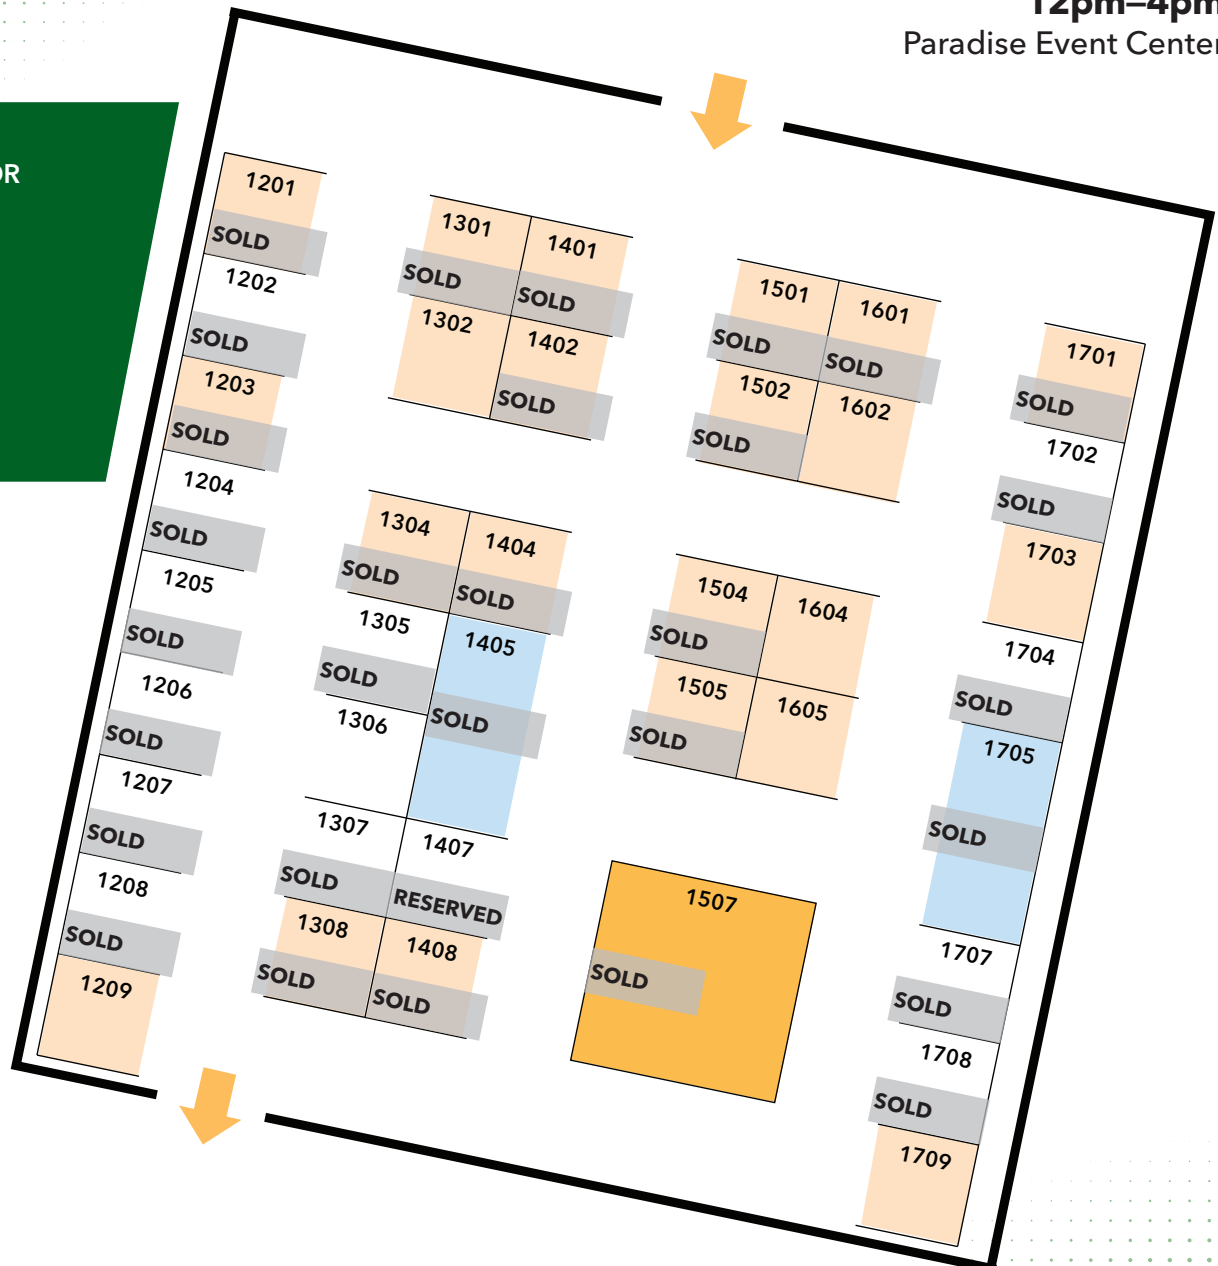 12pm–4pm
Paradise Event Center
OR
1201
SOLD
1202
SOLD
1203
SOLD
1204
SOLD
1205
SOLD
1206
SOLD
1207
SOLD
1208
SOLD
1209
1301
SOLD
1401
SOLD
1302
1402
SOLD
1304
SOLD
1404
SOLD
1305
SOLD
1405
SOLD
1306
1307
SOLD
1407
RESERVED
1308
SOLD
1408
SOLD
1501
SOLD
1601
SOLD
1502
SOLD
1602
1504
SOLD
1604
1505
SOLD
1605
1507
SOLD
1701
SOLD
1702
SOLD
1703
1704
SOLD
1705
SOLD
1707
SOLD
1708
SOLD
1709